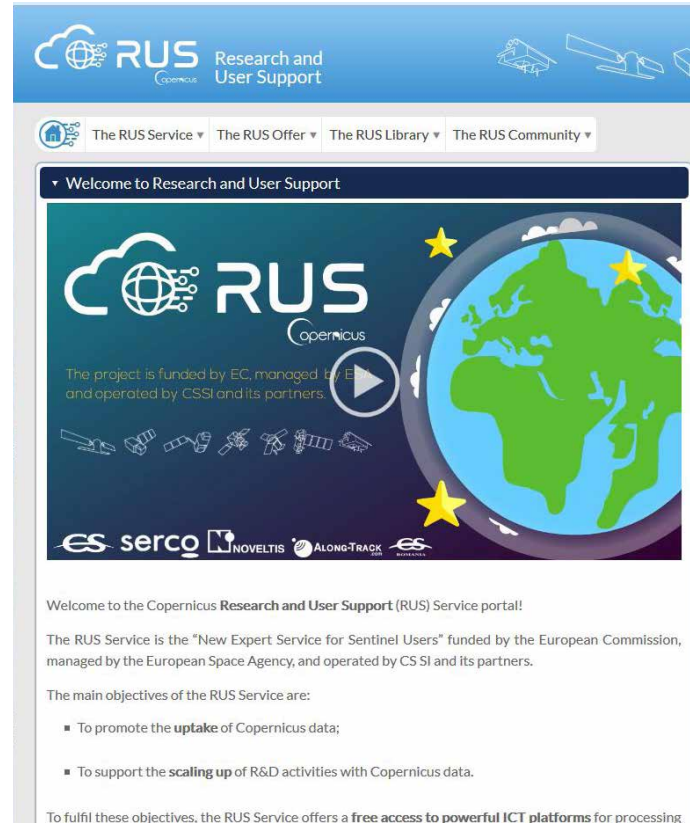 RUS
Copernicus
Research and
User Support
The RUS Service ▾ The RUS Offer ▾ The RUS Library ▾ The RUS Community ▾
▾ Welcome to Research and User Support
RUS
Copernicus
The project is funded by EC, managed by ESA
and operated by CSSI and its partners.
CS serco N NOVELTIS ALONG-TRACK .com CS ROMANIA
Welcome to the Copernicus Research and User Support (RUS) Service portal!
The RUS Service is the “New Expert Service for Sentinel Users” funded by the European Commission,
managed by the European Space Agency, and operated by CS SI and its partners.
The main objectives of the RUS Service are:
▪ To promote the uptake of Copernicus data;
▪ To support the scaling up of R&D activities with Copernicus data.
To fulfil these objectives, the RUS Service offers a free access to powerful ICT platforms for processing